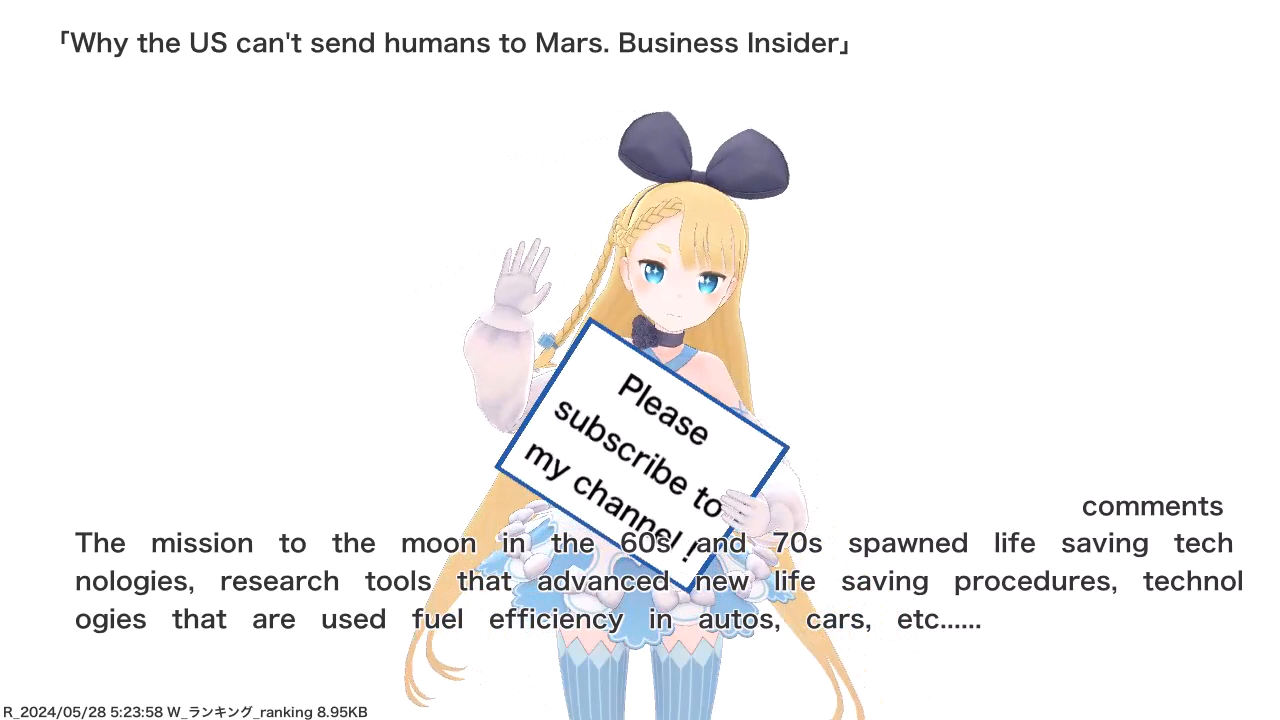 「Why the US can't send humans to Mars. Business Insider」
Please
subscribe to
my channel !
comments
The mission to the moon in the 60s and 70s spawned life saving tech
nologies, research tools that advanced new life saving procedures, technol
ogies that are used fuel efficiency in autos, cars, etc......
R_2024/05/28 5:23:58 W_ランキング_ranking 8.95KB